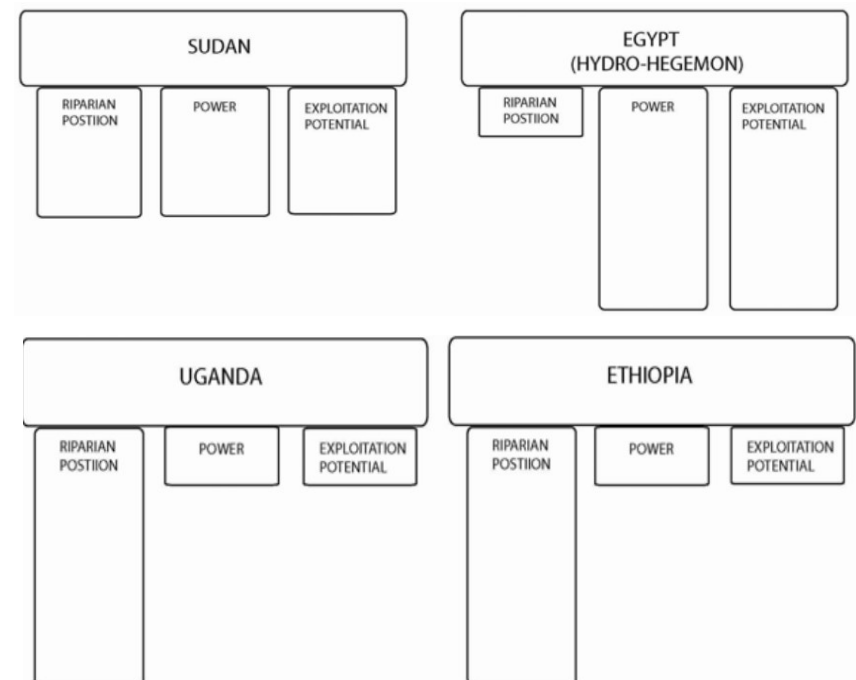 SUDAN
RIPARIAN
POSTIION
POWER
EXPLOITATION
POTENTIAL
EGYPT
(HYDRO-HEGEMON)
RIPARIAN
POSTIION
POWER
EXPLOITATION
POTENTIAL
UGANDA
RIPARIAN
POSTIION
POWER
EXPLOITATION
POTENTIAL
ETHIOPIA
RIPARIAN
POSTIION
POWER
EXPLOITATION
POTENTIAL